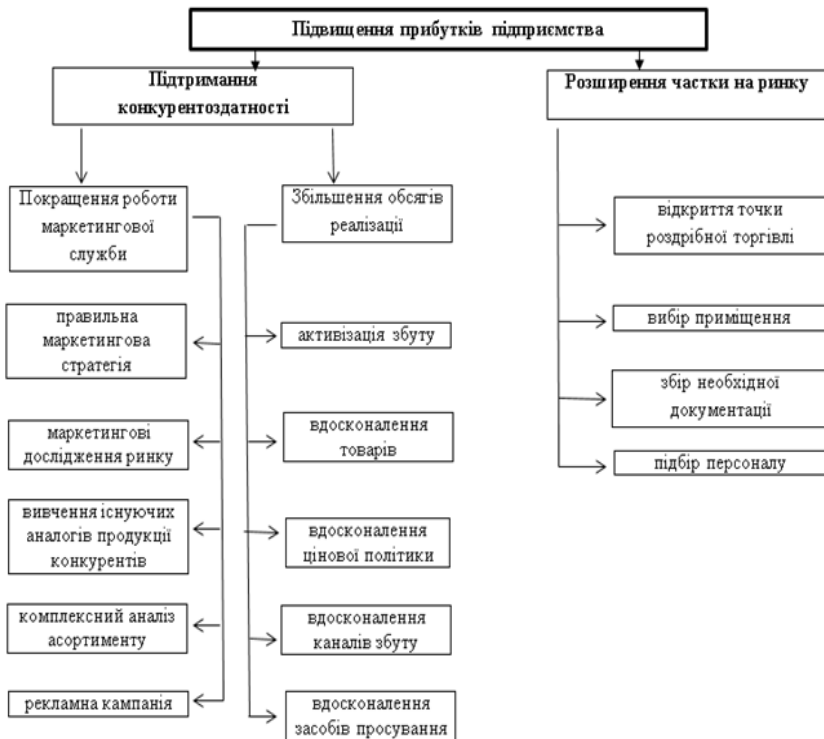 Підвищення прибутків підприємства
Підтримання
конкурентоздатності
Розширення частки на ринку
Покращення роботи
маркетингової
служби
правильна
маркетингова
стратегія
маркетингові
дослідження ринку
вивчення існуючих
аналогів продукції
конкурентів
комплексний аналіз
асортименту
рекламна кампанія
Збільшення обсягів
реалізації
активізація збуту
вдосконалення
товарів
вдосконалення
цінової політики
вдосконалення
каналів збуту
вдосконалення
засобів просування
відкриття точки
роздрібної торгівлі
вибір приміщення
збір необхідної
документації
підбір персоналу